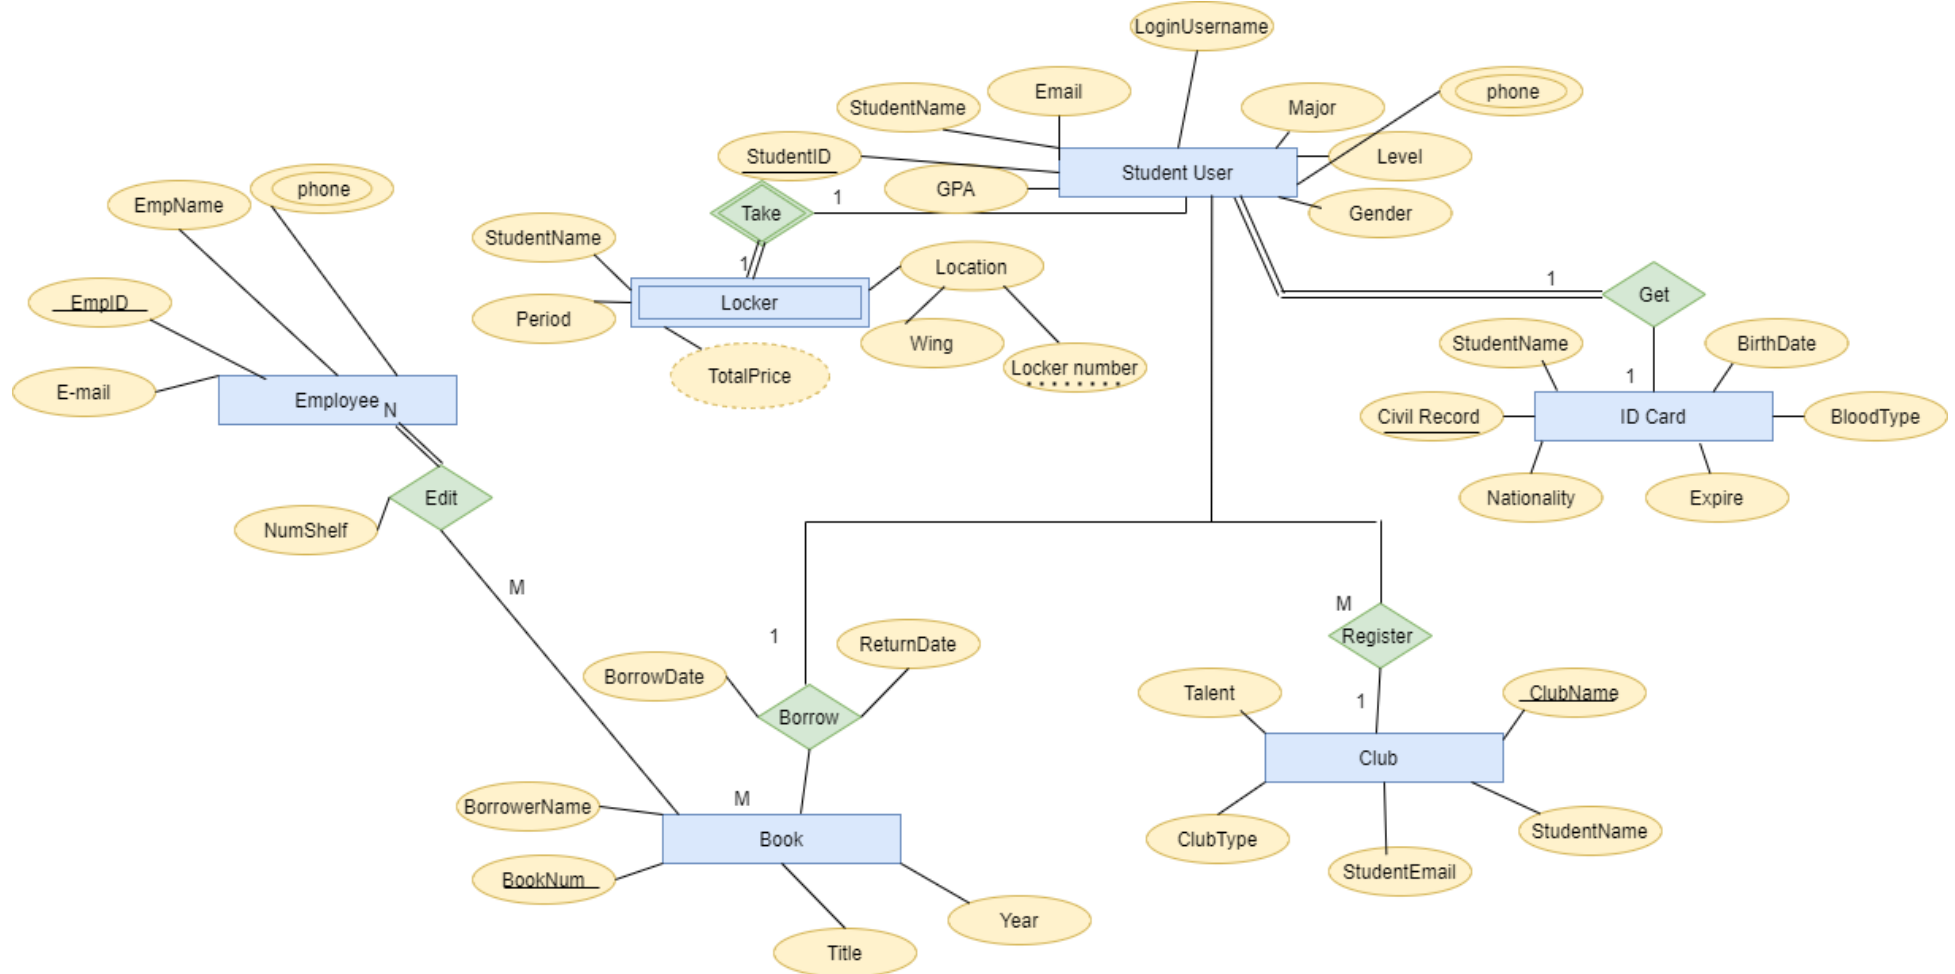 LoginUsername
Email
StudentName
Major
phone
StudentID
Student User
Level
GPA
Gender
Take
1
EmpName
phone
StudentName
1
Location
Get
1
EmpID
Period
Locker
Wing
Locker number
TotalPrice
StudentName
BirthDate
1
Civil Record
ID Card
BloodType
E-mail
Employee
N
Nationality
Expire
Edit
NumShelf
M
M
1
Register
ReturnDate
BorrowDate
Borrow
Talent
1
ClubName
Club
M
BorrowerName
Book
ClubType
StudentEmail
StudentName
BookNum
Year
Title